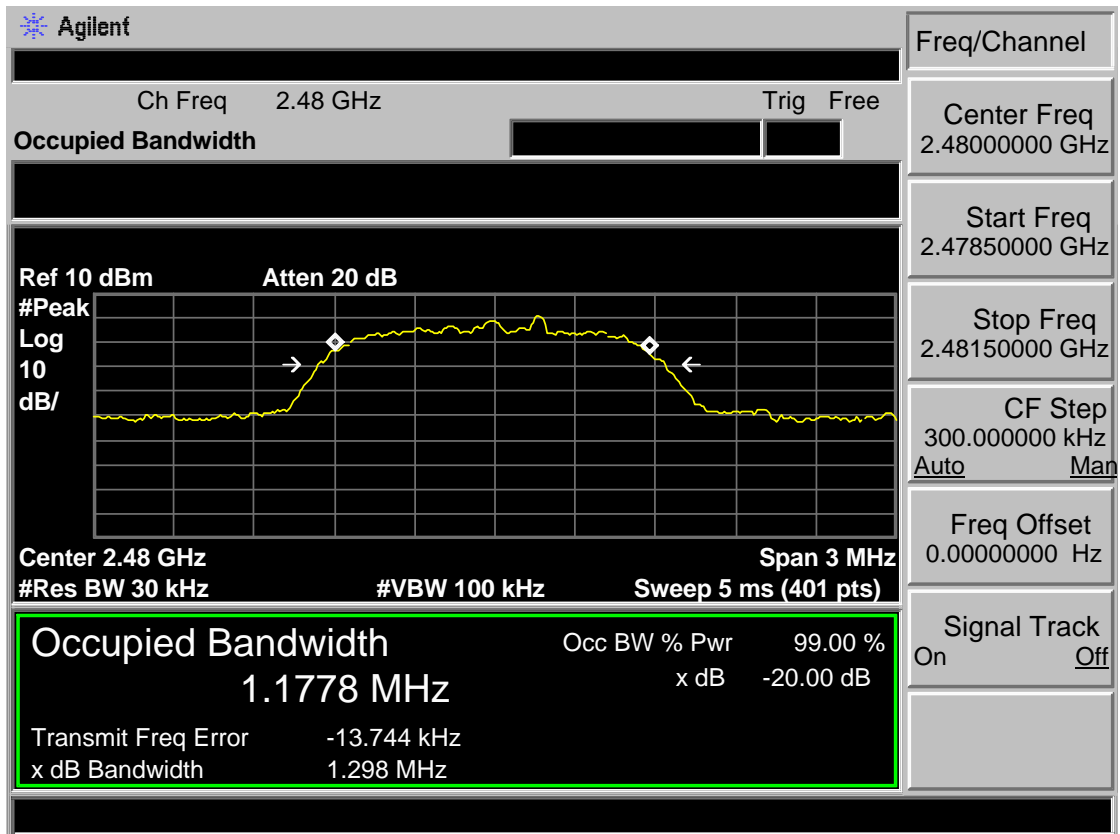 Agilent
Freq/Channel
Ch Freq 2.48 GHz Trig Free
Occupied Bandwidth
Center Freq
2.48000000 GHz
Start Freq
2.47850000 GHz
Stop Freq
2.48150000 GHz
CF Step
300.000000 kHz
Auto Man
Freq Offset
0.00000000 Hz
Signal Track
On Off
Ref 10 dBm Atten 20 dB
#Peak
Log
10
dB/
Center 2.48 GHz Span 3 MHz
#Res BW 30 kHz #VBW 100 kHz Sweep 5 ms (401 pts)
Occupied Bandwidth
1.1778 MHz
Occ BW % Pwr 99.00 %
x dB -20.00 dB
Transmit Freq Error -13.744 kHz
x dB Bandwidth 1.298 MHz